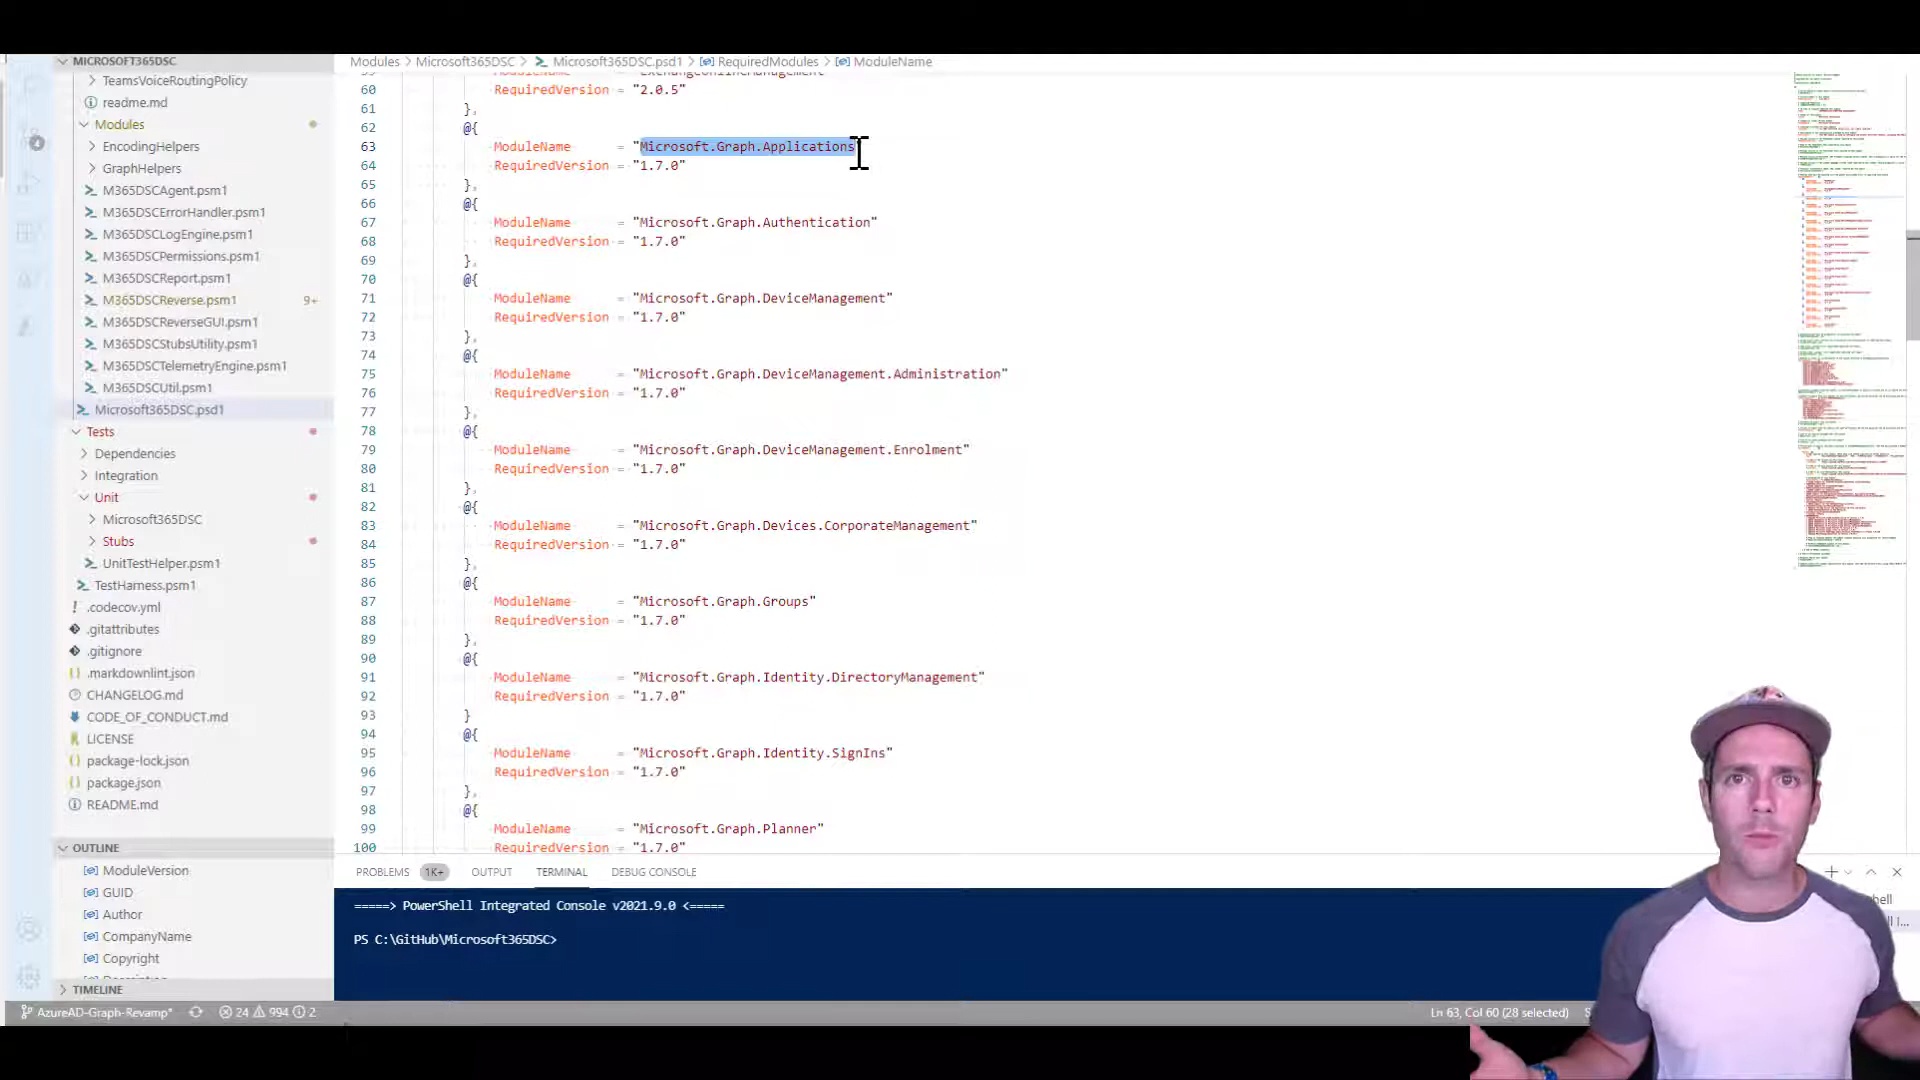 MICROSOFT365DSC
TeamsVoiceRoutingPolicy
readme.md
Modules
EncodingHelpers
GraphHelpers
M365DSCAgent.psm1
M365DSCErrorHandler.psm1
M365DSCLogEngine.psm1
M365DSCPermissions.psm1
M365DSCReport.psm1
M365DSCReverse.psm1 9+
M365DSCReverseGUI.psm1
M365DSCStubsUtility.psm1
M365DSCTelemetryEngine.psm1
M365DSCUtil.psm1
Microsoft365DSC.psd1
Tests
Dependencies
Integration
Unit
Microsoft365DSC
Stubs
UnitTestHelper.psm1
TestHarness.psm1
.codecov.yml
.gitattributes
.gitignore
.markdownlint.json
CHANGELOG.md
CODE_OF_CONDUCT.md
LICENSE
package-lock.json
package.json
README.md
OUTLINE
ModuleVersion
GUID
Author
CompanyName
Copyright
TIMELINE
4
Modules > Microsoft365DSC > Microsoft365DSC.psd1 > RequiredModules > ModuleName
60 RequiredVersion = "2.0.5"
61 },
62 @{
63 ModuleName = "Microsoft.Graph.Applications"
64 RequiredVersion = "1.7.0"
65 },
66 @{
67 ModuleName = "Microsoft.Graph.Authentication"
68 RequiredVersion = "1.7.0"
69 },
70 @{
71 ModuleName = "Microsoft.Graph.DeviceManagement"
72 RequiredVersion = "1.7.0"
73 },
74 @{
75 ModuleName = "Microsoft.Graph.DeviceManagement.Administration"
76 RequiredVersion = "1.7.0"
77 },
78 @{
79 ModuleName = "Microsoft.Graph.DeviceManagement.Enrolment"
80 RequiredVersion = "1.7.0"
81 },
82 @{
83 ModuleName = "Microsoft.Graph.Devices.CorporateManagement"
84 RequiredVersion = "1.7.0"
85 },
86 @{
87 ModuleName = "Microsoft.Graph.Groups"
88 RequiredVersion = "1.7.0"
89 },
90 @{
91 ModuleName = "Microsoft.Graph.Identity.DirectoryManagement"
92 RequiredVersion = "1.7.0"
93 }
94 @{
95 ModuleName = "Microsoft.Graph.Identity.SignIns"
96 RequiredVersion = "1.7.0"
97 },
98 @{
99 ModuleName = "Microsoft.Graph.Planner"
100 RequiredVersion = "1.7.0"
PROBLEMS 1K+ OUTPUT TERMINAL DEBUG CONSOLE
=====> PowerShell Integrated Console v2021.9.0 <=====
PS C:\GitHub\Microsoft365DSC>
AzureAD-Graph-Revamp* 24 994 2
Ln 63, Col 60 (28 selected)